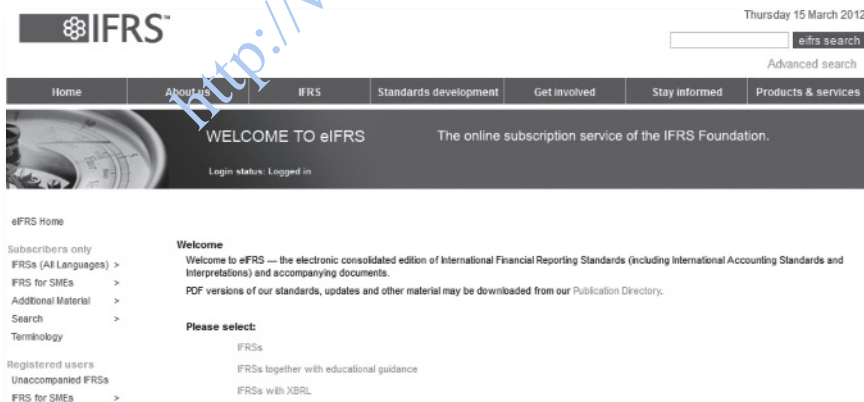 Thursday 15 March 2012
IFRS™
eifrs search
Advanced search
Home About us IFRS Standards development Get involved Stay informed Products & services
WELCOME TO eIFRS The online subscription service of the IFRS Foundation.
Login status: Logged in
eIFRS Home
Subscribers only
IFRSs (All Languages) >
IFRS for SMEs >
Additional Material >
Search >
Terminology
Registered users
Unaccompanied IFRSs
IFRS for SMEs >
Welcome
Welcome to eIFRS — the electronic consolidated edition of International Financial Reporting Standards (including International Accounting Standards and
Interpretations) and accompanying documents.
PDF versions of our standards, updates and other material may be downloaded from our Publication Directory.
Please select:
IFRSs
IFRSs together with educational guidance
IFRSs with XBRL
http://